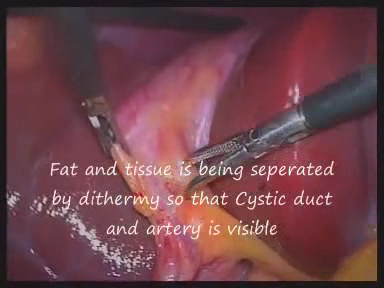 Fat and tissue is being seperated
by dithermy so that Cystic duct
and artery is visible